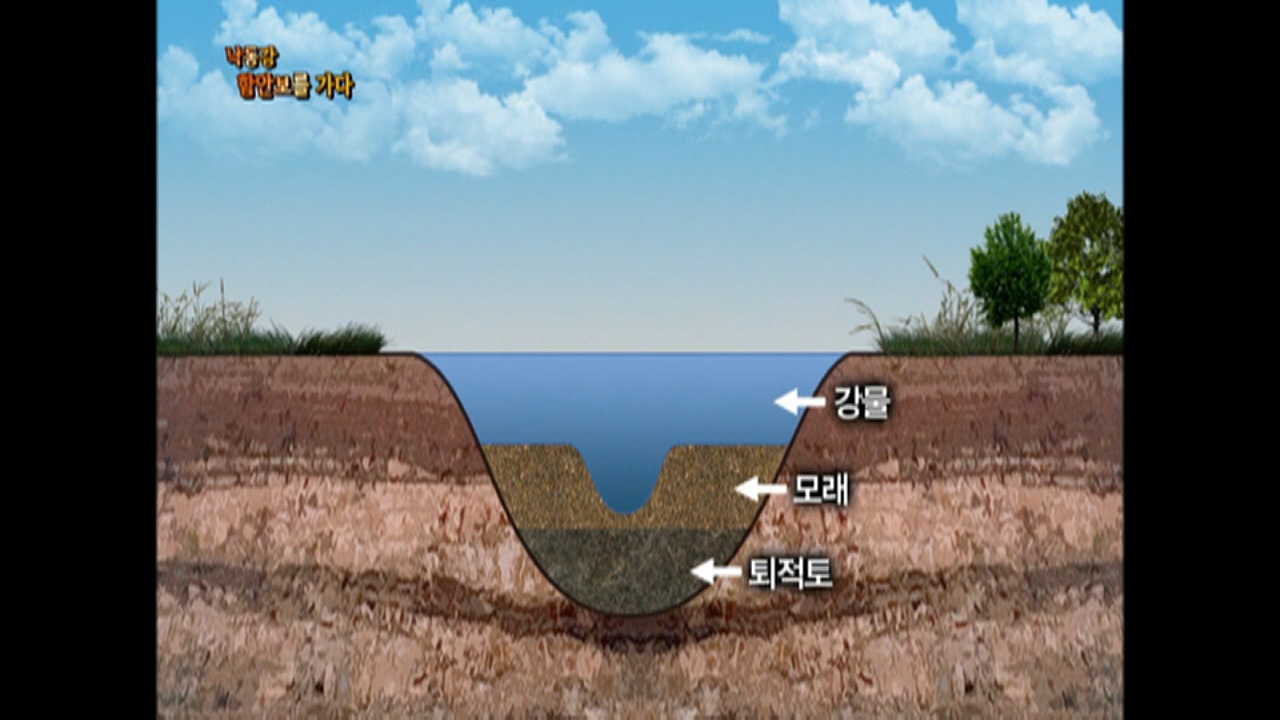 낙동강
함안보를 가다
강물
모래
퇴적토